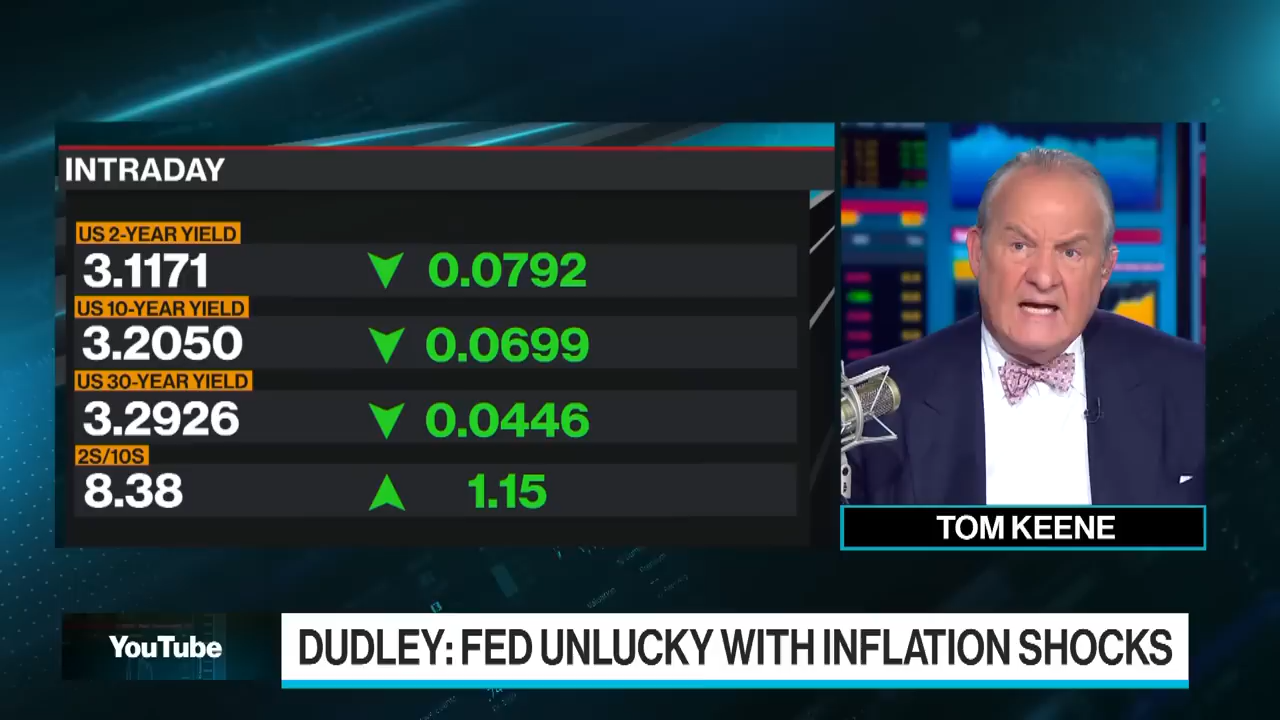 INTRADAY
US 2-YEAR YIELD
3.1171 ▼ 0.0792
US 10-YEAR YIELD
3.2050 ▼ 0.0699
US 30-YEAR YIELD
3.2926 ▼ 0.0446
2S/10S
8.38 ▲ 1.15
TOM KEENE
YouTube
DUDLEY: FED UNLUCKY WITH INFLATION SHOCKS